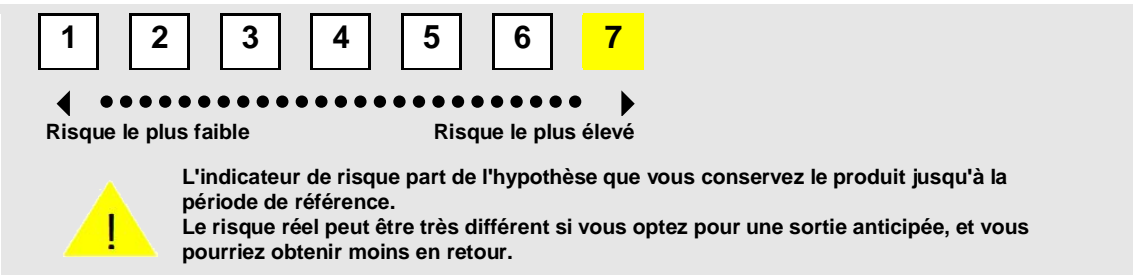 1 2 3 4 5 6 7
Risque le plus faible Risque le plus élevé
L'indicateur de risque part de l'hypothèse que vous conservez le produit jusqu'à la
période de référence.
Le risque réel peut être très différent si vous optez pour une sortie anticipée, et vous
pourriez obtenir moins en retour.
!